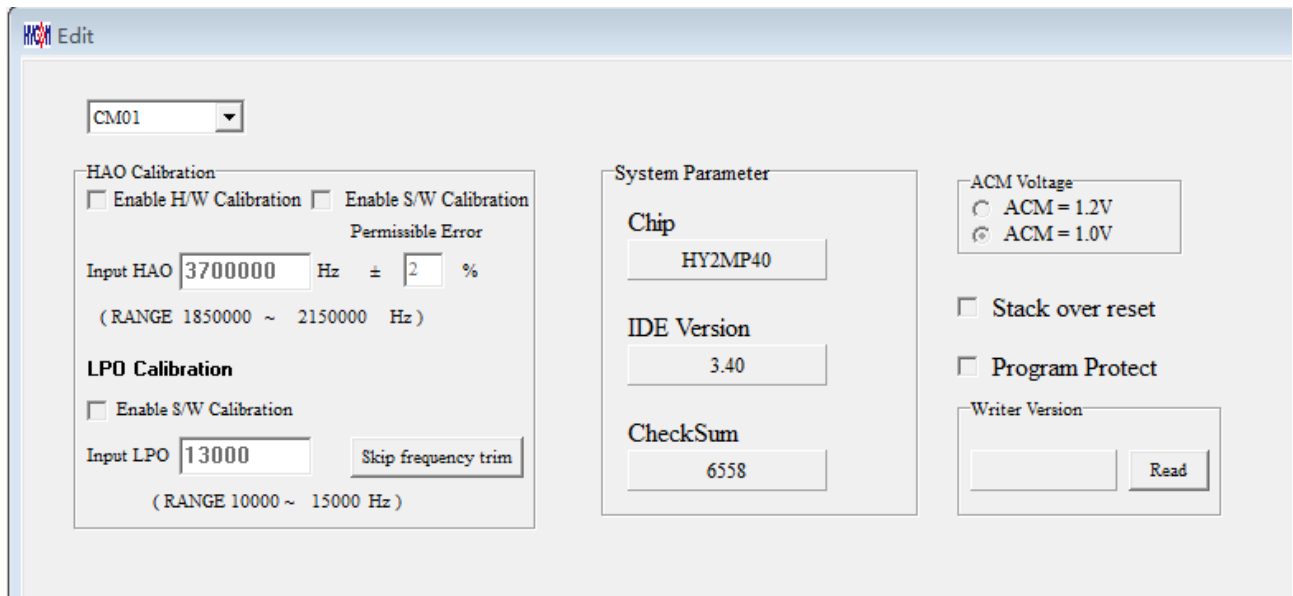 HYCON Edit
CM01
HAO Calibration
Enable H/W Calibration Enable S/W Calibration
Permissible Error
Input HAO 3700000 Hz ± 2 %
( RANGE 1850000 ~ 2150000 Hz )
LPO Calibration
Enable S/W Calibration
Input LPO 13000 Skip frequency trim
( RANGE 10000 ~ 15000 Hz )
System Parameter
Chip
HY2MP40
IDE Version
3.40
CheckSum
6558
ACM Voltage
ACM = 1.2V
ACM = 1.0V
Stack over reset
Program Protect
Writer Version
Read